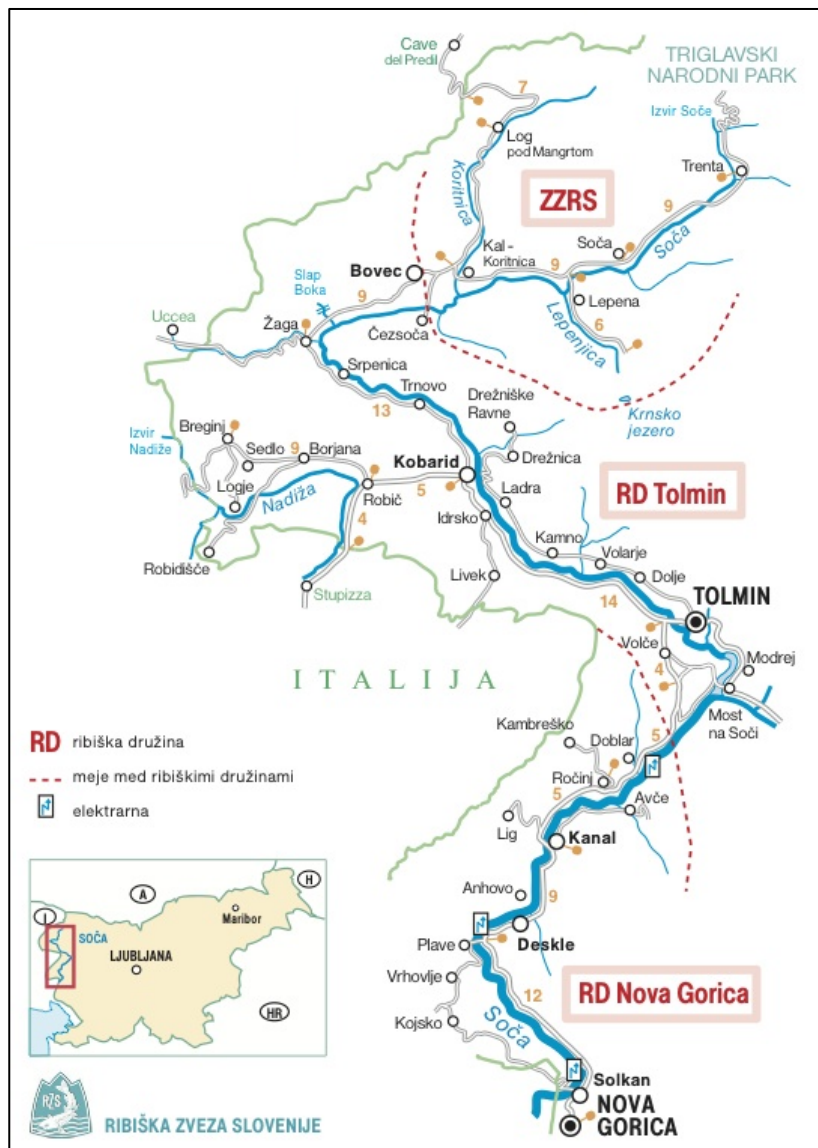 Cave
del Predil
TRIGLAVSKI
NARODNI PARK
7
Izvir Soče
Log
pod Mangrtom
Trenta
Koritnica
ZZRS
9
Soča
Soča
Kal -
Koritnica
9
Bovec
Slap
Boka
9
Lepena
Lepenjica
6
Uccea
Žaga
Čezsoča
Srpenica
Trnovo
13
Drežniške
Ravne
Krnsko
jezero
Breginj
Izvir
Nadiže
Sedlo
9
Borjana
Kobarid
Drežnica
Logje
Nadiža
Robič
5
Ladra
RD Tolmin
4
Idrsko
Kamno
Volarje
Robidišče
Livek
Dolje
Stupizza
14
TOLMIN
Volče
Modrej
4
ITALIJA
Most
na Soči
Kambreško
Doblar
5
RD
ribiška družina
meje med ribiškimi družinami
elektrarna
Ročinj
5
Avče
Lig
Kanal
Anhovo
9
Deskle
Plave
Vrhovlje
12
RD Nova Gorica
Kojsko
Soča
Solkan
NOVA
GORICA
H
A
Maribor
I
SOČA
LJUBLJANA
HR
RZS
RIBIŠKA ZVEZA SLOVENIJE